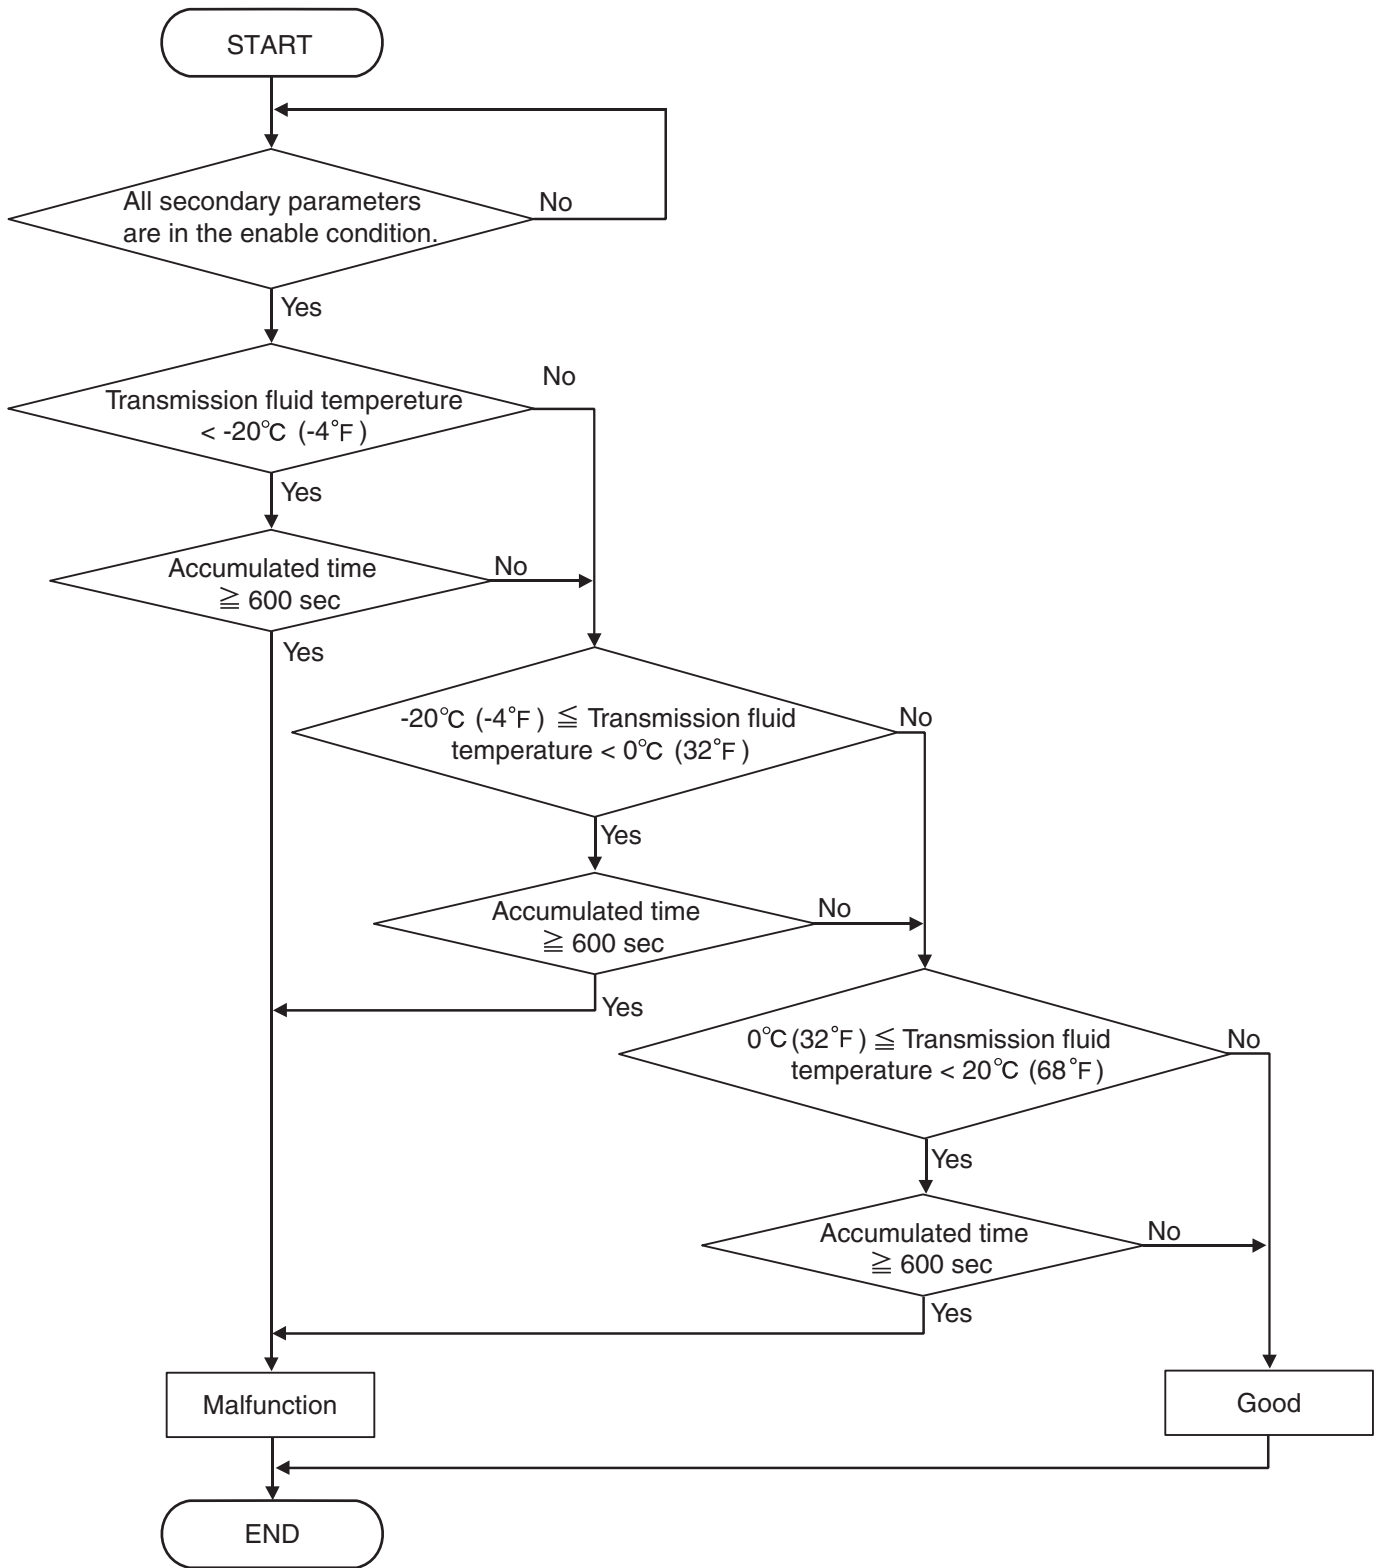 START
All secondary parameters
are in the enable condition.
No
Yes
Transmission fluid tempereture
< -20°C (-4°F)
No
Yes
Accumulated time
≧ 600 sec
No
Yes
-20°C (-4°F) ≦ Transmission fluid
temperature < 0°C (32°F)
No
Yes
Accumulated time
≧ 600 sec
No
Yes
0°C (32°F) ≦ Transmission fluid
temperature < 20°C (68°F)
No
Yes
Accumulated time
≧ 600 sec
No
Yes
Malfunction
Good
END